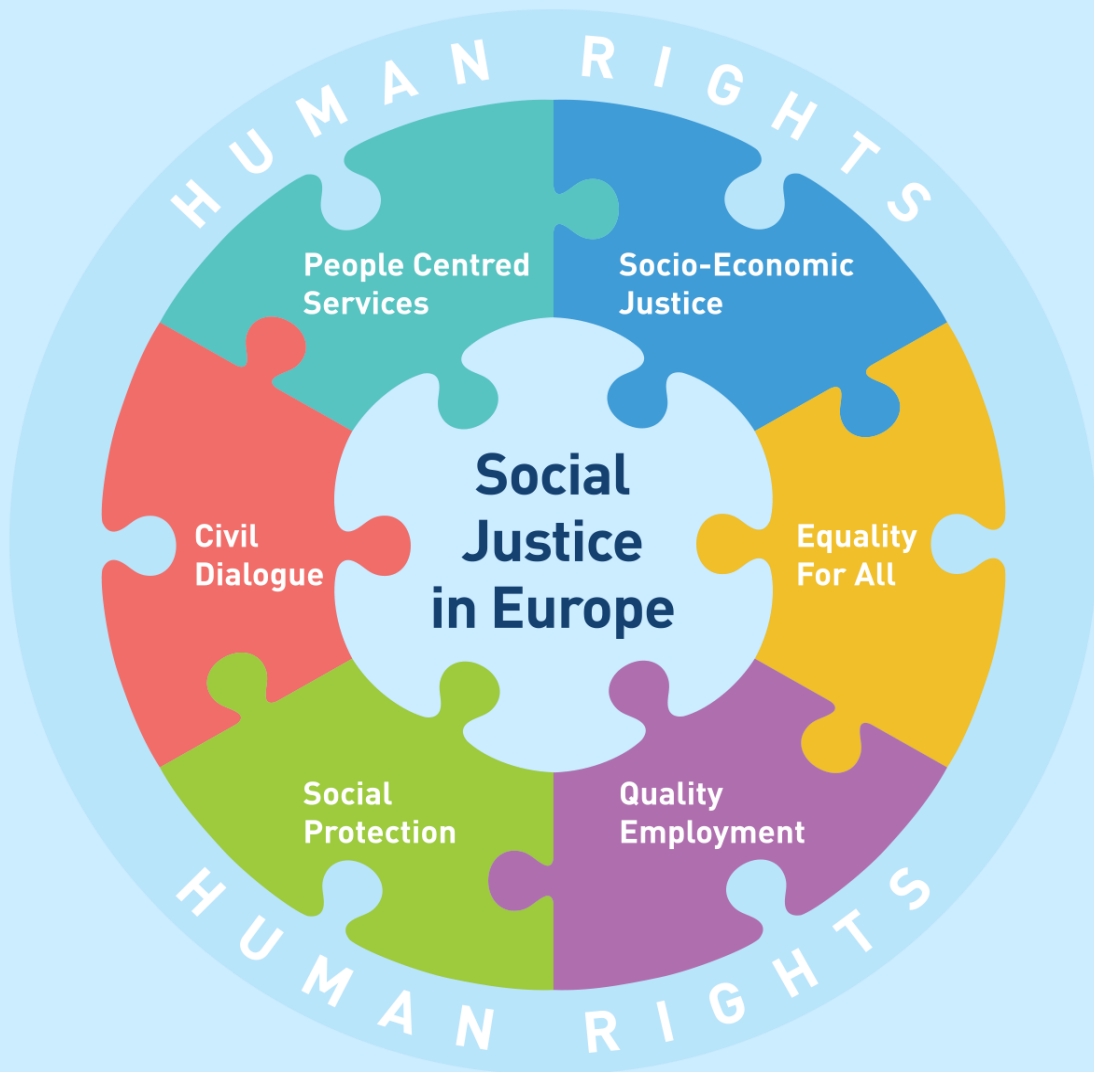 HUMAN RIGHTS
People Centred
Services
Socio-Economic
Justice
Civil
Dialogue
Social
Justice
in Europe
Equality
For All
Social
Protection
Quality
Employment
HUMAN RIGHTS